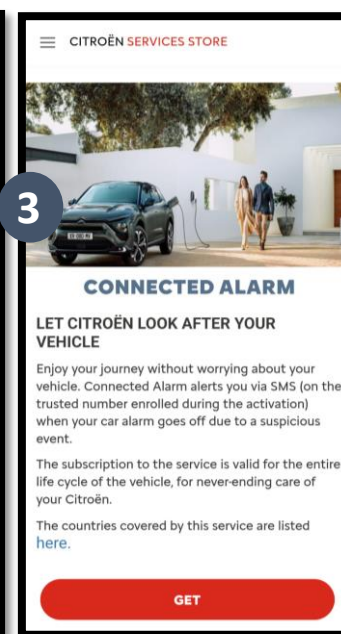 CITROËN SERVICES STORE
3
CONNECTED ALARM
LET CITROËN LOOK AFTER YOUR
VEHICLE
Enjoy your journey without worrying about your
vehicle. Connected Alarm alerts you via SMS (on the
trusted number enrolled during the activation)
when your car alarm goes off due to a suspicious
event.
The subscription to the service is valid for the entire
life cycle of the vehicle, for never-ending care of
your Citroën.
The countries covered by this service are listed
here.
GET